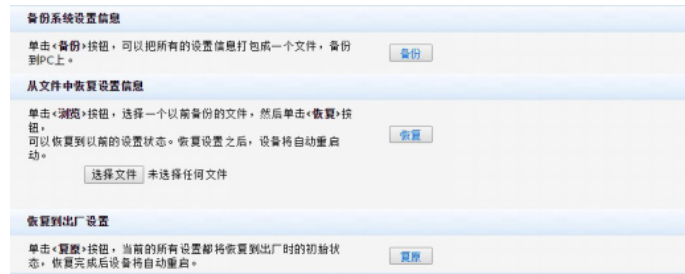 备份系统设置信息
单击<备份>按钮，可以把所有的设置信息打包成一个文件，备份
到PC上。
备份
从文件中恢复设置信息
单击<浏览>按钮，选择一个以前备份的文件，然后单击<恢复>按
钮，
可以恢复到以前的设置状态。恢复设置之后，设备将自动重启
动。
恢复
选择文件 未选择任何文件
恢复到出厂设置
单击<复原>按钮，当前的所有设置都将恢复到出厂时的初始状
态，恢复完成后设备将自动重启。
复原